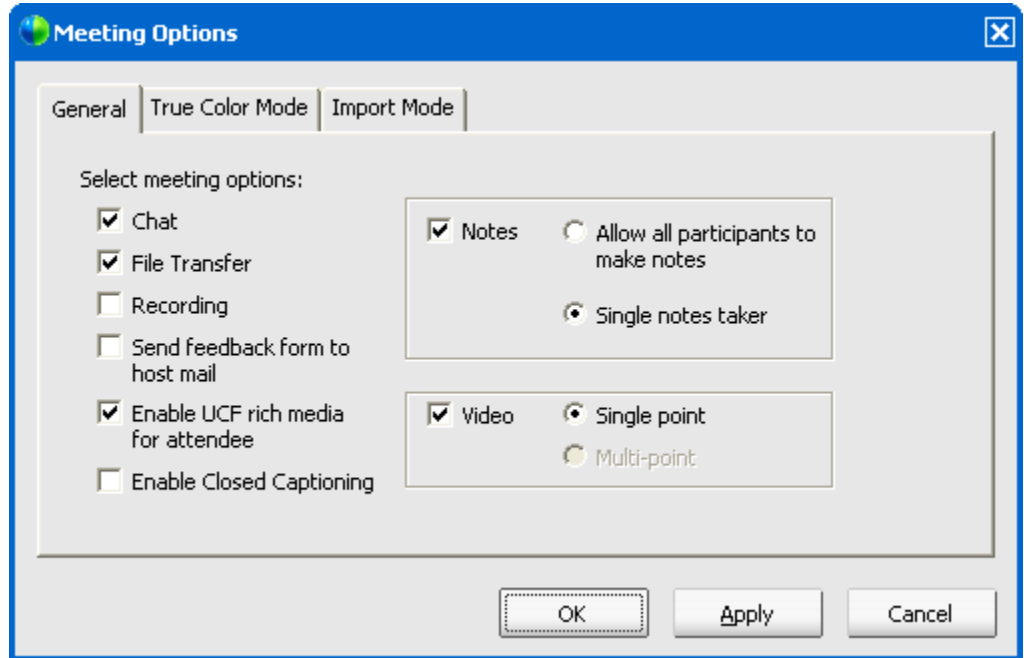 Meeting Options
General
True Color Mode
Import Mode
Select meeting options:
Chat
File Transfer
Recording
Send feedback form to
host mail
Enable UCF rich media
for attendee
Enable Closed Captioning
Notes
Allow all participants to
make notes
Single notes taker
Video
Single point
Multi-point
OK
Apply
Cancel